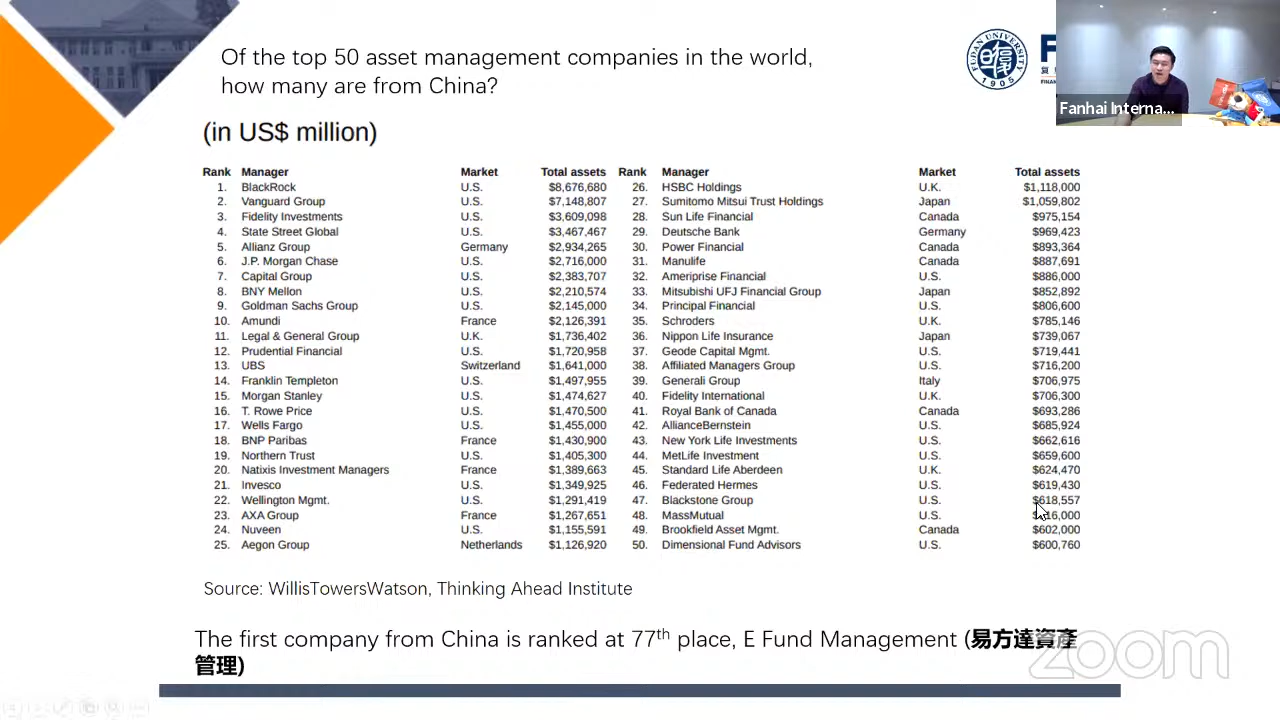 Of the top 50 asset management companies in the world,
how many are from China?
(in US$ million)
Rank Manager Market Total assets Rank Manager Market Total assets
1. BlackRock U.S. $8,676,680 26. HSBC Holdings U.K. $1,118,000
2. Vanguard Group U.S. $7,148,807 27. Sumitomo Mitsui Trust Holdings Japan $1,059,802
3. Fidelity Investments U.S. $3,609,098 28. Sun Life Financial Canada $975,154
4. State Street Global U.S. $3,467,467 29. Deutsche Bank Germany $969,423
5. Allianz Group Germany $2,934,265 30. Power Financial Canada $893,364
6. J.P. Morgan Chase U.S. $2,716,000 31. Manulife Canada $887,691
7. Capital Group U.S. $2,383,707 32. Ameriprise Financial U.S. $886,000
8. BNY Mellon U.S. $2,210,574 33. Mitsubishi UFJ Financial Group Japan $852,892
9. Goldman Sachs Group U.S. $2,145,000 34. Principal Financial U.S. $806,600
10. Amundi France $2,126,391 35. Schroders U.K. $785,146
11. Legal & General Group U.K. $1,736,402 36. Nippon Life Insurance Japan $739,067
12. Prudential Financial U.S. $1,720,958 37. Geode Capital Mgmt. U.S. $719,441
13. UBS Switzerland $1,641,000 38. Affiliated Managers Group U.S. $716,200
14. Franklin Templeton U.S. $1,497,955 39. Generali Group Italy $706,975
15. Morgan Stanley U.S. $1,474,627 40. Fidelity International U.K. $706,300
16. T. Rowe Price U.S. $1,470,500 41. Royal Bank of Canada Canada $693,286
17. Wells Fargo U.S. $1,455,000 42. AllianceBernstein U.S. $685,924
18. BNP Paribas France $1,430,900 43. New York Life Investments U.S. $662,616
19. Northern Trust U.S. $1,405,300 44. MetLife Investment U.S. $659,600
20. Natixis Investment Managers France $1,389,663 45. Standard Life Aberdeen U.K. $624,470
21. Invesco U.S. $1,349,925 46. Federated Hermes U.S. $619,430
22. Wellington Mgmt. U.S. $1,291,419 47. Blackstone Group U.S. $618,557
23. AXA Group France $1,267,651 48. MassMutual U.S.
24. Nuveen U.S. $1,155,591 49. Brookfield Asset Mgmt. Canada $602,000
25. Aegon Group Netherlands $1,126,920 50. Dimensional Fund Advisors U.S. $600,760
Source: WillisTowersWatson, Thinking Ahead Institute
The first company from China is ranked at 77th place, E Fund Management (易方達資產
管理)
FUDAN UNIVERSITY
1905
Fanhai Interna...
zoom